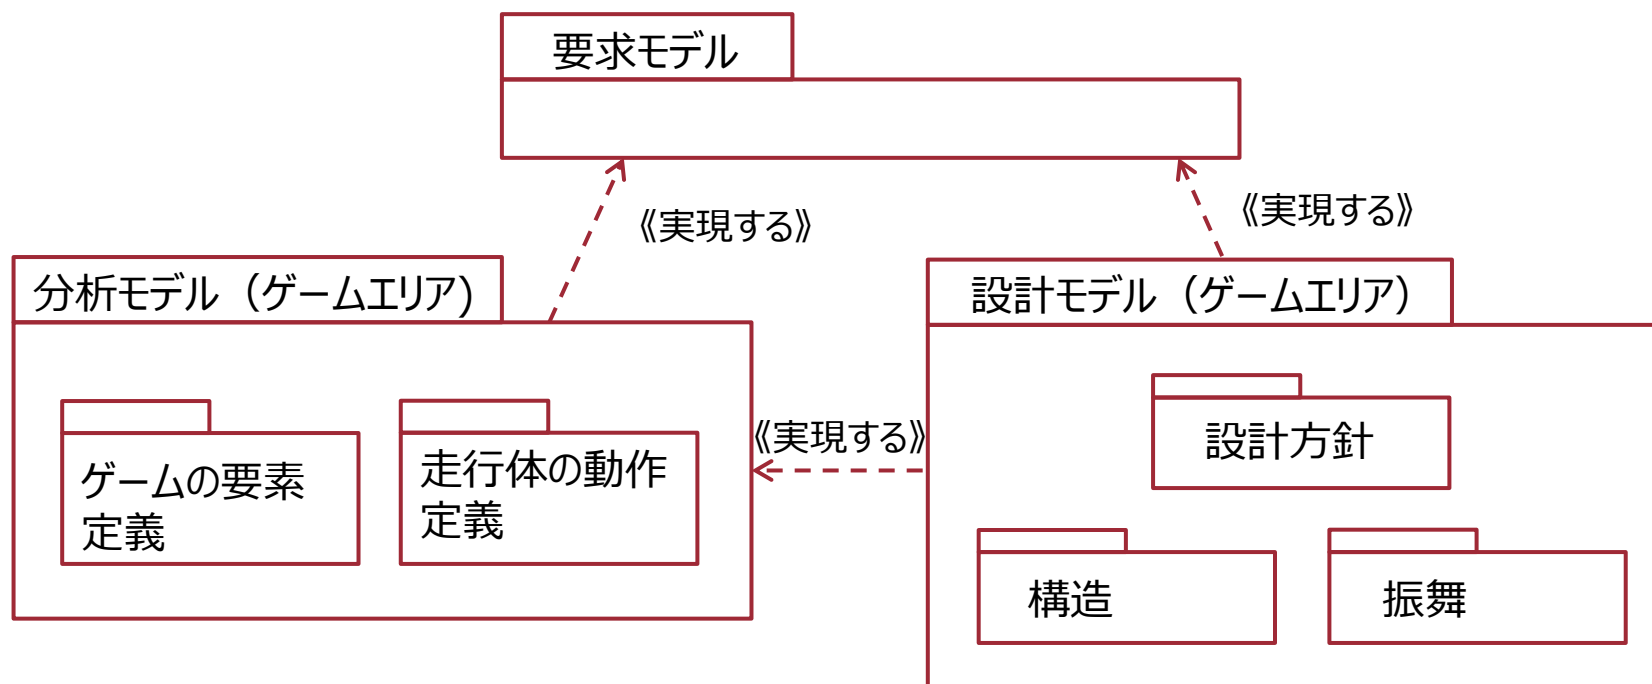 要求モデル
《実現する》
《実現する》
分析モデル（ゲームエリア)
設計モデル（ゲームエリア）
ゲームの要素
定義
走行体の動作
定義
《実現する》
設計方針
構造
振舞